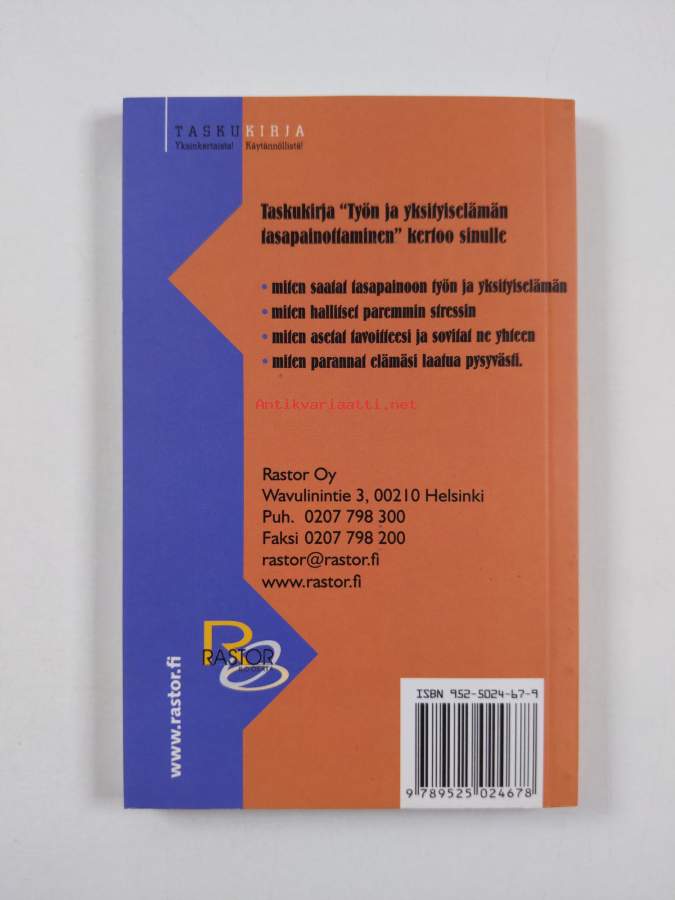 TASKUKIRJA
Yksinkertaista! Käytännöllistä!
Taskukirja "Työn ja yksityiselämän
tasapainottaminen" kertoo sinulle
• miten saatat tasapainoon työn ja yksityiselämän
• miten hallitset paremmin stressin
• miten asetat tavoitteesi ja sovitat ne yhteen
• miten parannat elämäsi laatua pysyvästi.
Antikvariaatti.net
Rastor Oy
Wavulinintie 3, 00210 Helsinki
Puh. 0207 798 300
Faksi 0207 798 200
rastor@rastor.fi
www.rastor.fi
RASTOR
www.rastor.fi
ISBN 952-5024-67-9
9 789525 024678